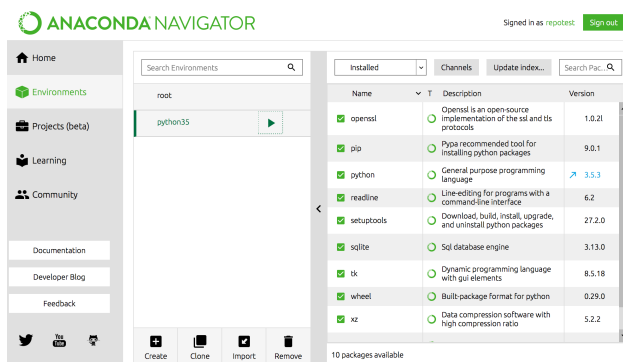 ANACONDA NAVIGATOR
Signed in as repotest
Sign out
Home
Environments
Projects (beta)
Learning
Community
Documentation
Developer Blog
Feedback
You
Tube
Search Environments
root
python35
Create
Clone
Import
Remove
Installed
Channels
Update index...
Search Pac...
Name
T
Description
Version
openssl
Openssl is an open-source
implementation of the ssl and tls
protocols
1.0.2l
pip
Pypa recommended tool for
installing python packages
9.0.1
python
General purpose programming
language
3.5.3
readline
Line-editing for programs with a
command-line interface
6.2
setuptools
Download, build, install, upgrade,
and uninstall python packages
27.2.0
sqlite
Sql database engine
3.13.0
tk
Dynamic programming language
with gui elements
8.5.18
wheel
Built-package format for python
0.29.0
xz
Data compression software with
high compression ratio
5.2.2
10 packages available